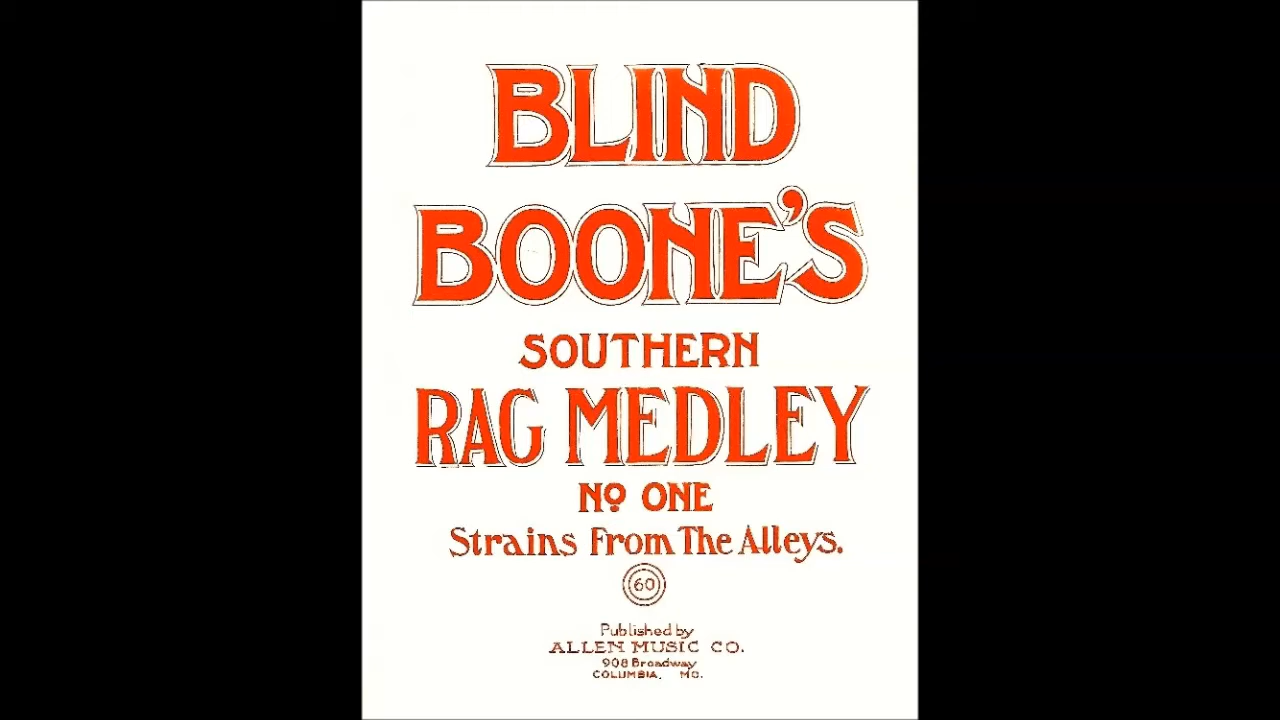 BLIND
BOONE'S
SOUTHERN
RAG MEDLEY
No ONE
Strains From The Alleys.
60
Published by
ALLEN MUSIC CO.
908 Broadway
COLUMBIA, MO.